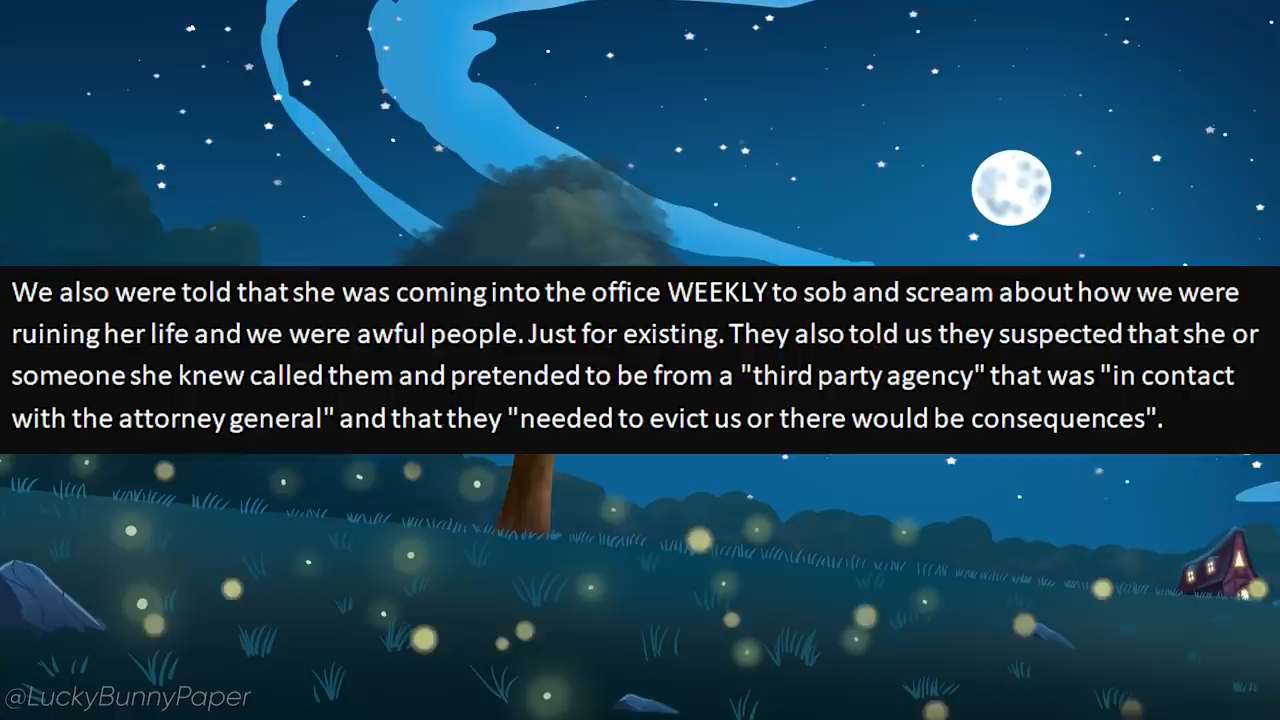 We also were told that she was coming into the office WEEKLY to sob and scream about how we were
ruining her life and we were awful people. Just for existing. They also told us they suspected that she or
someone she knew called them and pretended to be from a "third party agency" that was "in contact
with the attorney general" and that they "needed to evict us or there would be consequences".
@LuckyBunnyPaper